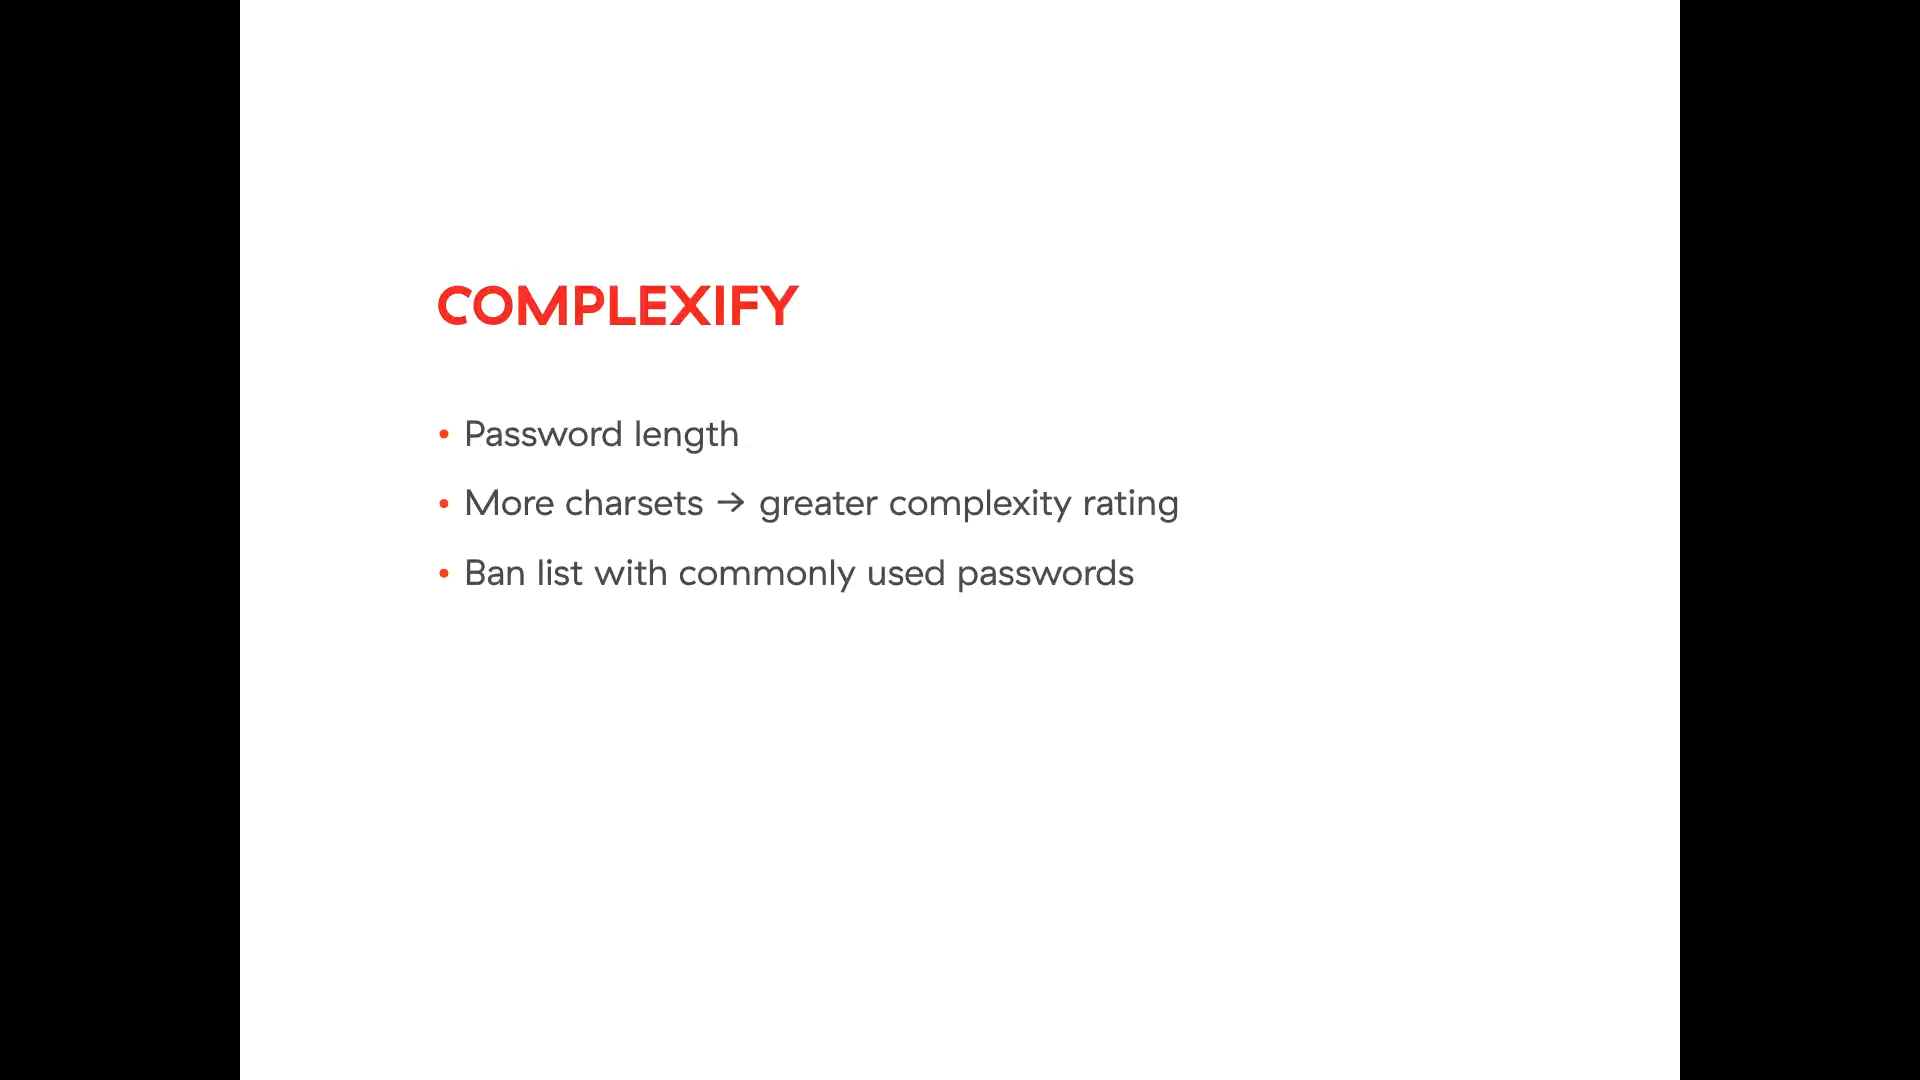 COMPLEXIFY
• Password length
• More charsets → greater complexity rating
• Ban list with commonly used passwords